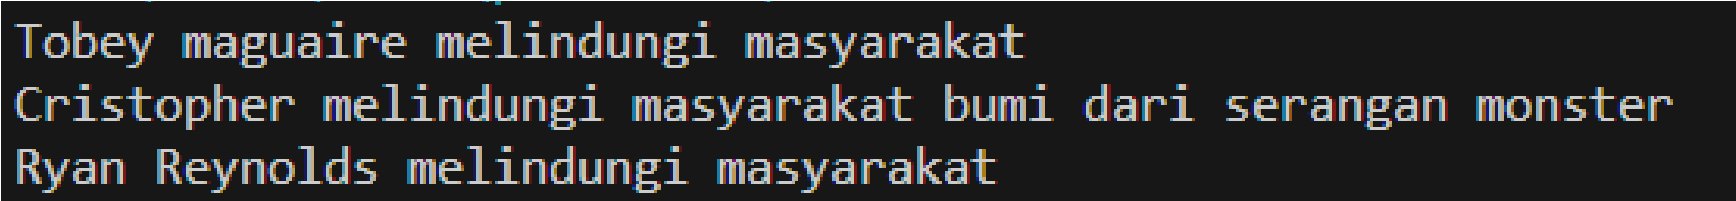 Tobey maguaire melindungi masyarakat
Cristopher melindungi masyarakat bumi dari serangan monster
Ryan Reynolds melindungi masyarakat